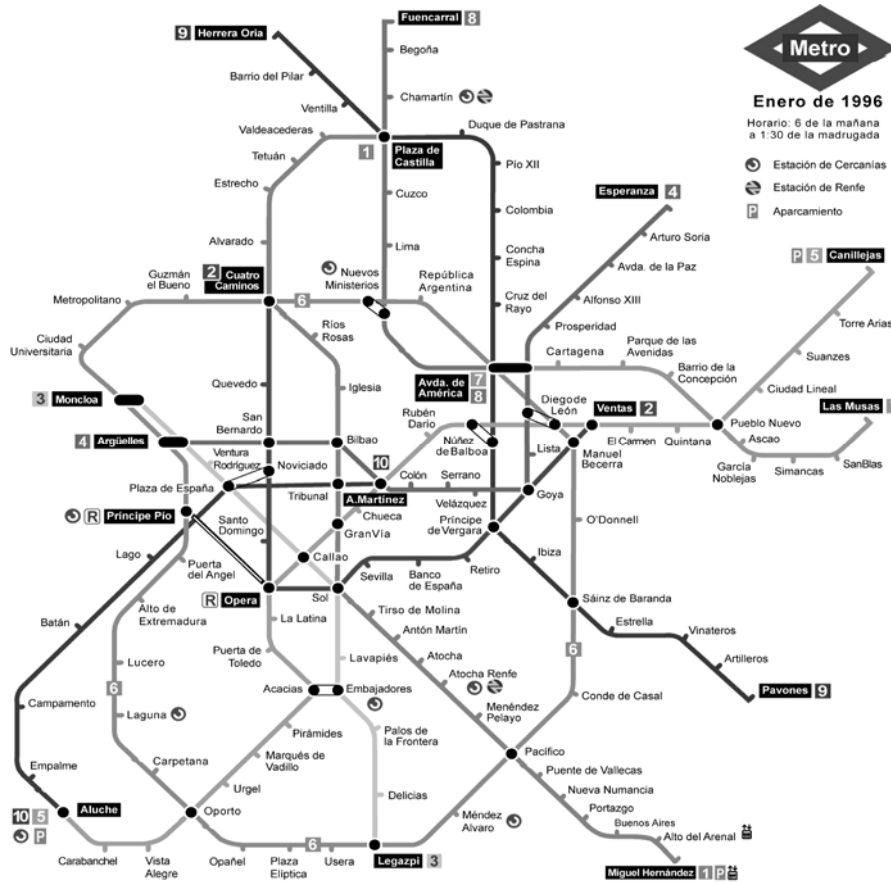 Fuencarral 8
9 Herrera Oria
Begoña
Barrio del Pilar
Chamartín
Ventilla
Metro
Enero de 1996
Horario: 6 de la mañana
a 1:30 de la madrugada
Estación de Cercanías
Estación de Renfe
P Aparcamiento
Valdeacederas
Duque de Pastrana
1
Plaza de
Castilla
Tetuán
Pío XII
Estrecho
Cuzco
Esperanza 4
Colombia
Arturo Soria
Alvarado
Lima
Concha
Espina
Avda. de la Paz
P 5 Canillejas
2 Cuatro
Caminos
Guzmán
el Bueno
Nuevos
Ministerios
República
Argentina
Metropolitano
6
Cruz del
Rayo
Alfonso XIII
Torre Arias
Ciudad
Universitaria
Ríos
Rosas
Prosperidad
Cartagena
Parque de las
Avenidas
Suanzes
Barrio de la
Concepción
3 Moncloa
Quevedo
Iglesia
Avda. de
América
7
8
Diego de
León
Ciudad Lineal
Las Musas
Ventas 2
San
Bernardo
Rubén
Darío
Pueblo Nuevo
4 Argüelles
Bilbao
Núñez
de Balboa
El Carmen
Quintana
Ascao
Ventura
Rodríguez
Noviciado
Lista
Manuel
Becerra
García
Noblejas
Simancas
SanBlas
10
Colón
Serrano
Plaza de España
Tribunal
A.Martínez
Velázquez
Goya
Chueca
R Príncipe Pío
Santo
Domingo
GranVía
Príncipe
de Vergara
O'Donnell
Lago
Callao
Ibiza
Puerta
del Angel
Sevilla
Banco
de España
Retiro
R Opera
Sol
Alto de
Extremadura
Sáinz de Baranda
Batán
La Latina
Tirso de Molina
Estrella
Vinateros
Antón Martín
Puerta de
Toledo
Lavapiés
Atocha
6
Artilleros
Lucero
Atocha Renfe
6
Acacias
Embajadores
Pavones 9
Conde de Casal
Campamento
Laguna
Menéndez
Pelayo
Palos de
la Frontera
Pirámides
Carpetana
Marqués de
Vadillo
Pacífico
Empalme
Puente de Vallecas
Urgel
Delicias
Nueva Numancia
10 5 Aluche
P
Oporto
Méndez
Alvaro
Portazgo
Buenos Aires
Alto del Arenal
6
Carabanchel
Vista
Alegre
Opañel
Plaza
Elíptica
Usera
Legazpi 3
Miguel Hernández 1 P